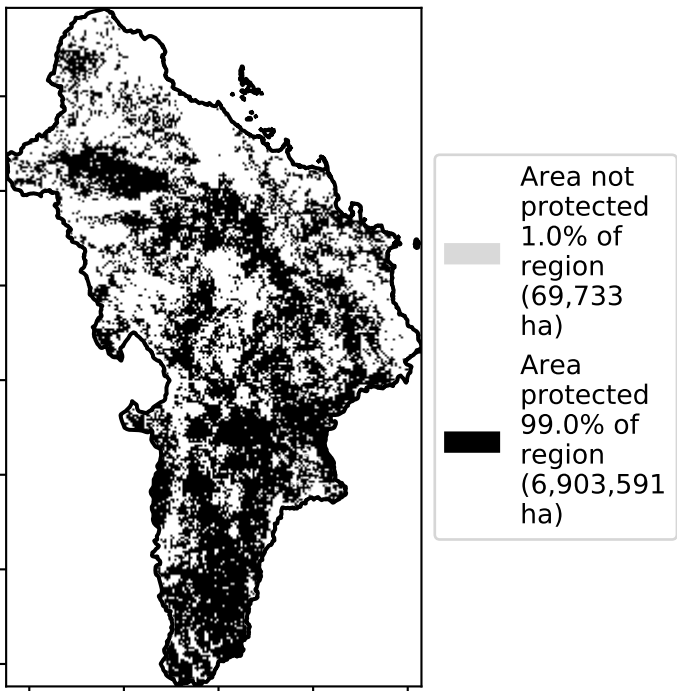 Area not
protected
1.0% of
region
(69,733
ha)
Area
protected
99.0% of
region
(6,903,591
ha)